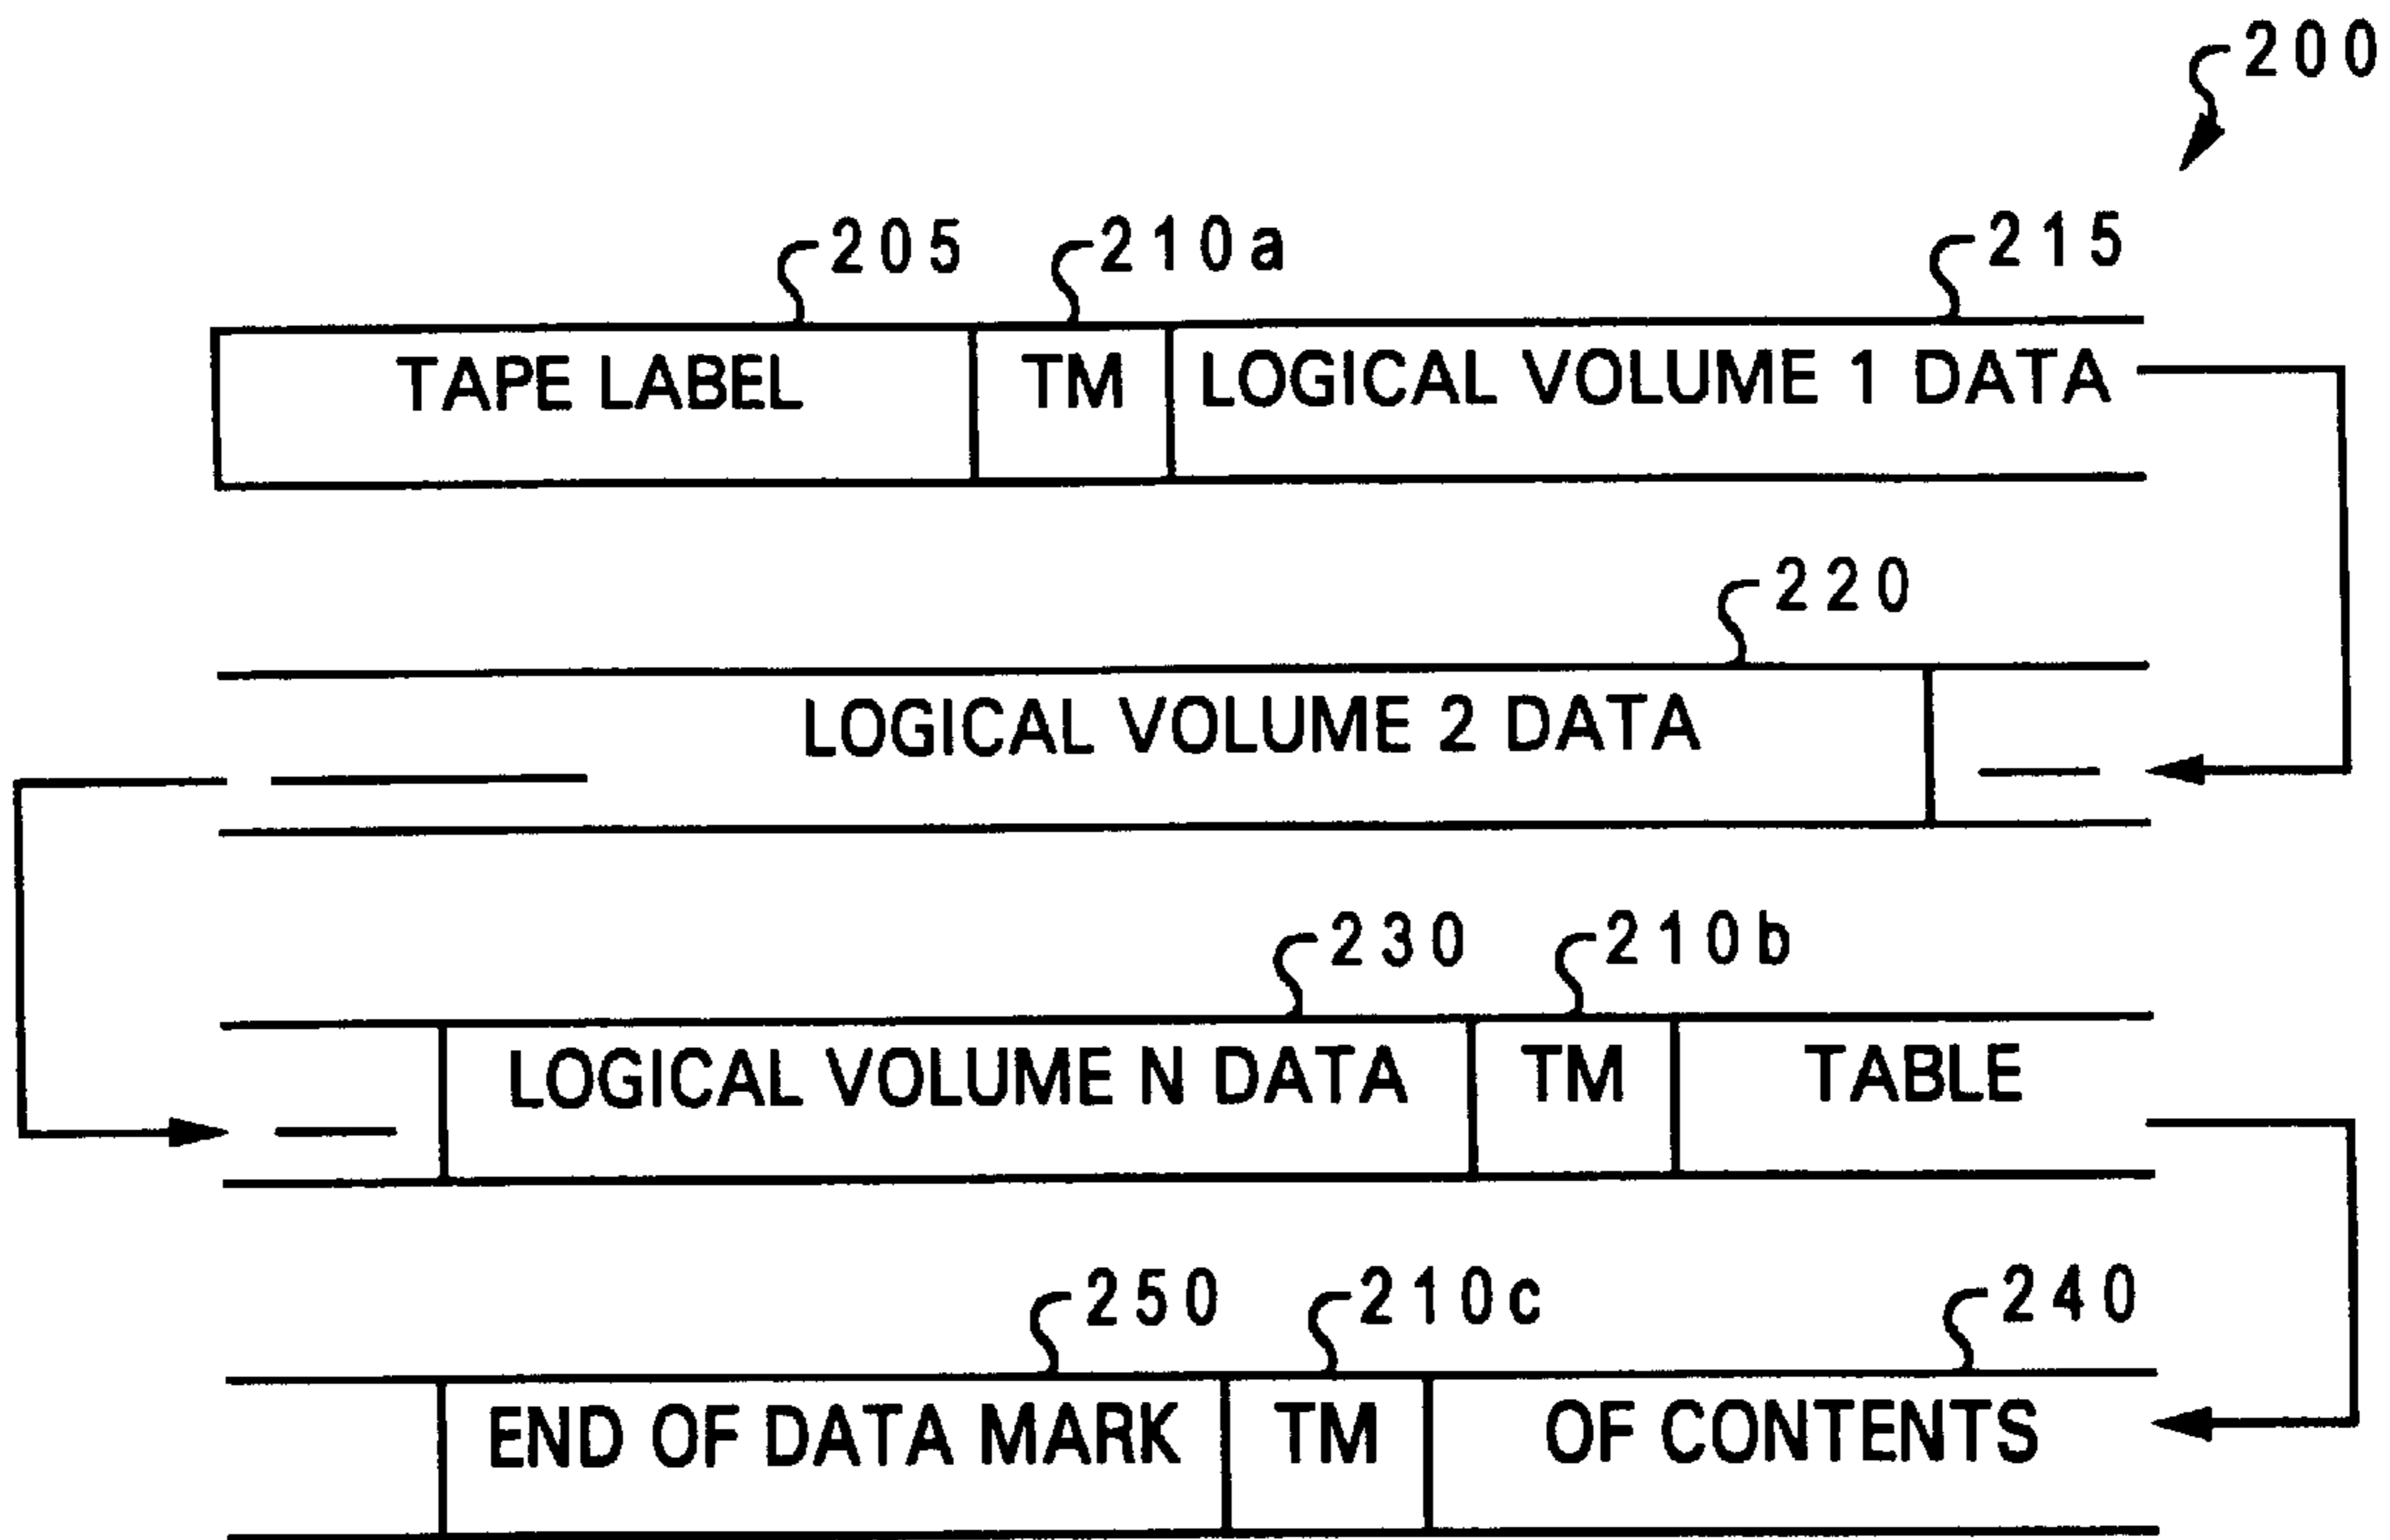 200
205 210a 215
TAPE LABEL TM LOGICAL VOLUME 1 DATA
220
LOGICAL VOLUME 2 DATA
230 210b
LOGICAL VOLUME N DATA TM TABLE
250 210c 240
END OF DATA MARK TM OF CONTENTS